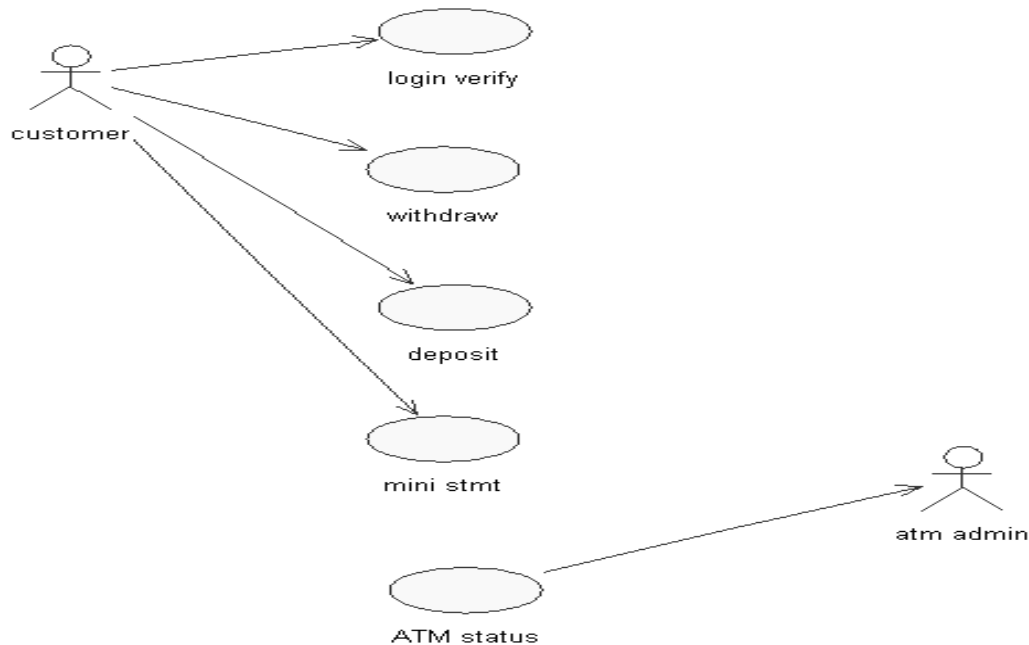 login verify
customer
withdraw
deposit
mini stmt
atm admin
ATM status